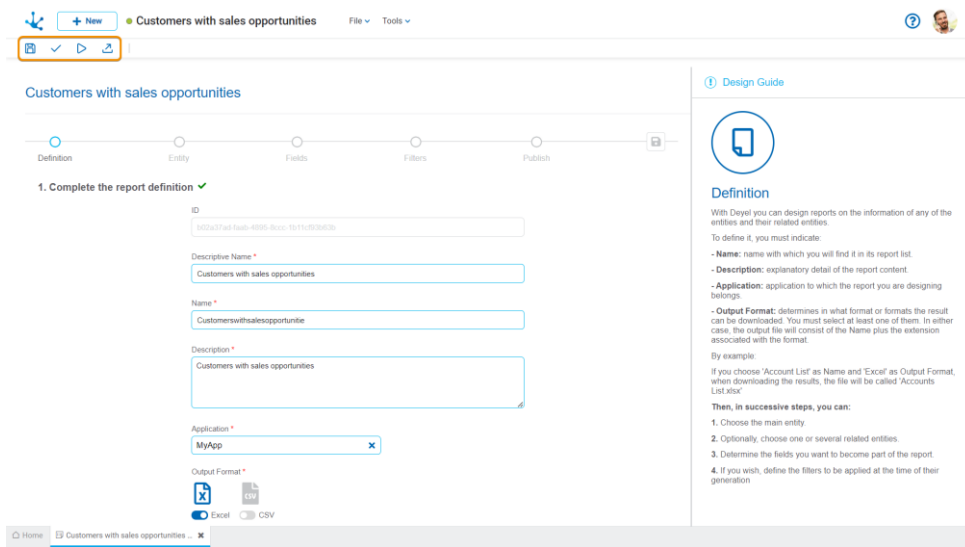 + New
Customers with sales opportunities
File
Tools
?
Customers with sales opportunities
Definition
Entity
Fields
Filters
Publish
1. Complete the report definition
ID
Descriptive Name *
Customers with sales opportunities
Name *
Customerswithsalesopportunitie
Description *
Customers with sales opportunities
Application *
MyApp
Output Format *
X
CSV
Excel
CSV
Design Guide
Definition
With Deyel you can design reports on the information of any of the
entities and their related entities.
To define it, you must indicate:
- Name: name with which you will find it in its report list.
- Description: explanatory detail of the report content.
- Application: application to which the report you are designing
belongs.
- Output Format: determines in what format or formats the result
can be downloaded. You must select at least one of them. In either
case, the output file will consist of the Name plus the extension
associated with the format.
By example:
If you choose 'Account List' as Name and 'Excel' as Output Format,
when downloading the results, the file will be called 'Accounts
List.xlsx'
Then, in successive steps, you can:
1. Choose the main entity.
2. Optionally, choose one or several related entities.
3. Determine the fields you want to become part of the report.
4. If you wish, define the filters to be applied at the time of their
generation
Home
Customers with sales opportunities ...